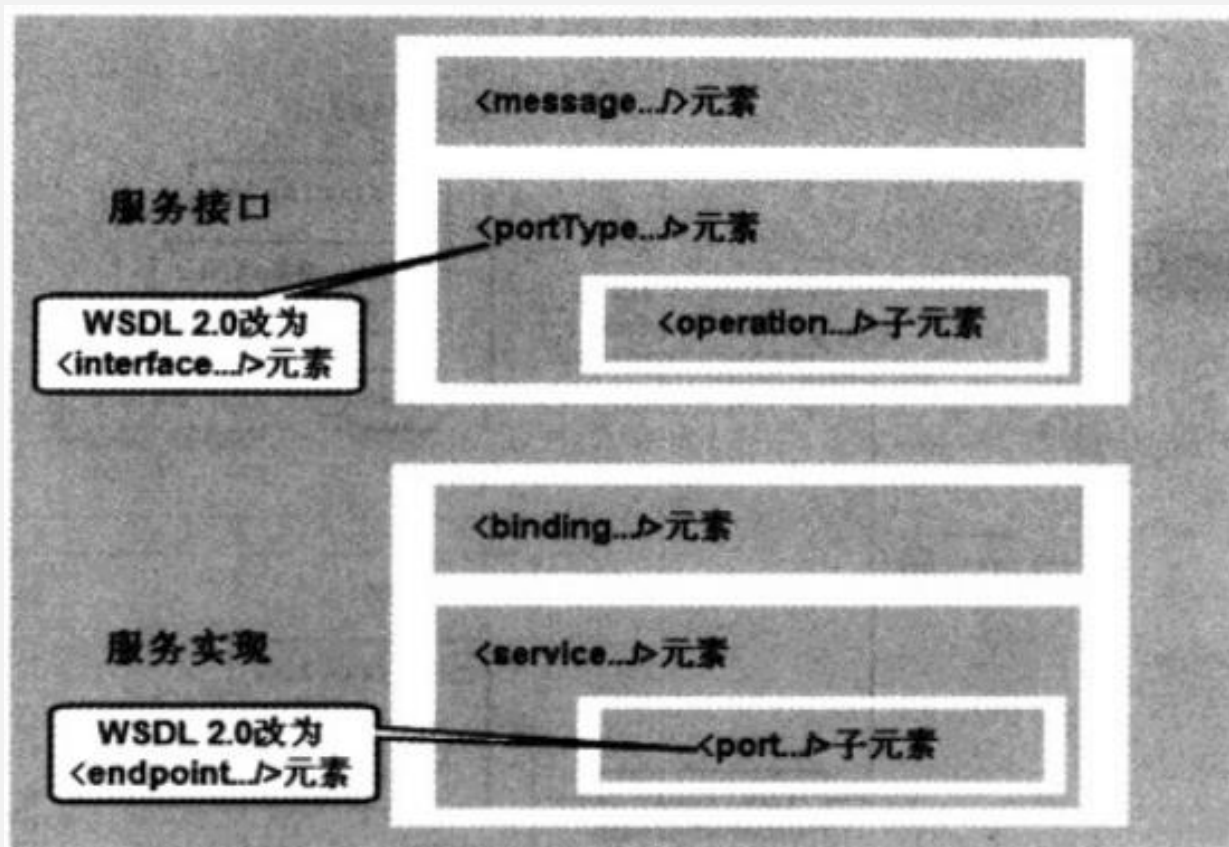 <message.../>元素
服务接口
<portType.../>元素
WSDL 2.0改为
<interface.../>元素
<operation.../>子元素
<binding.../>元素
服务实现
<service.../>元素
WSDL 2.0改为
<endpoint.../>元素
<port.../>子元素